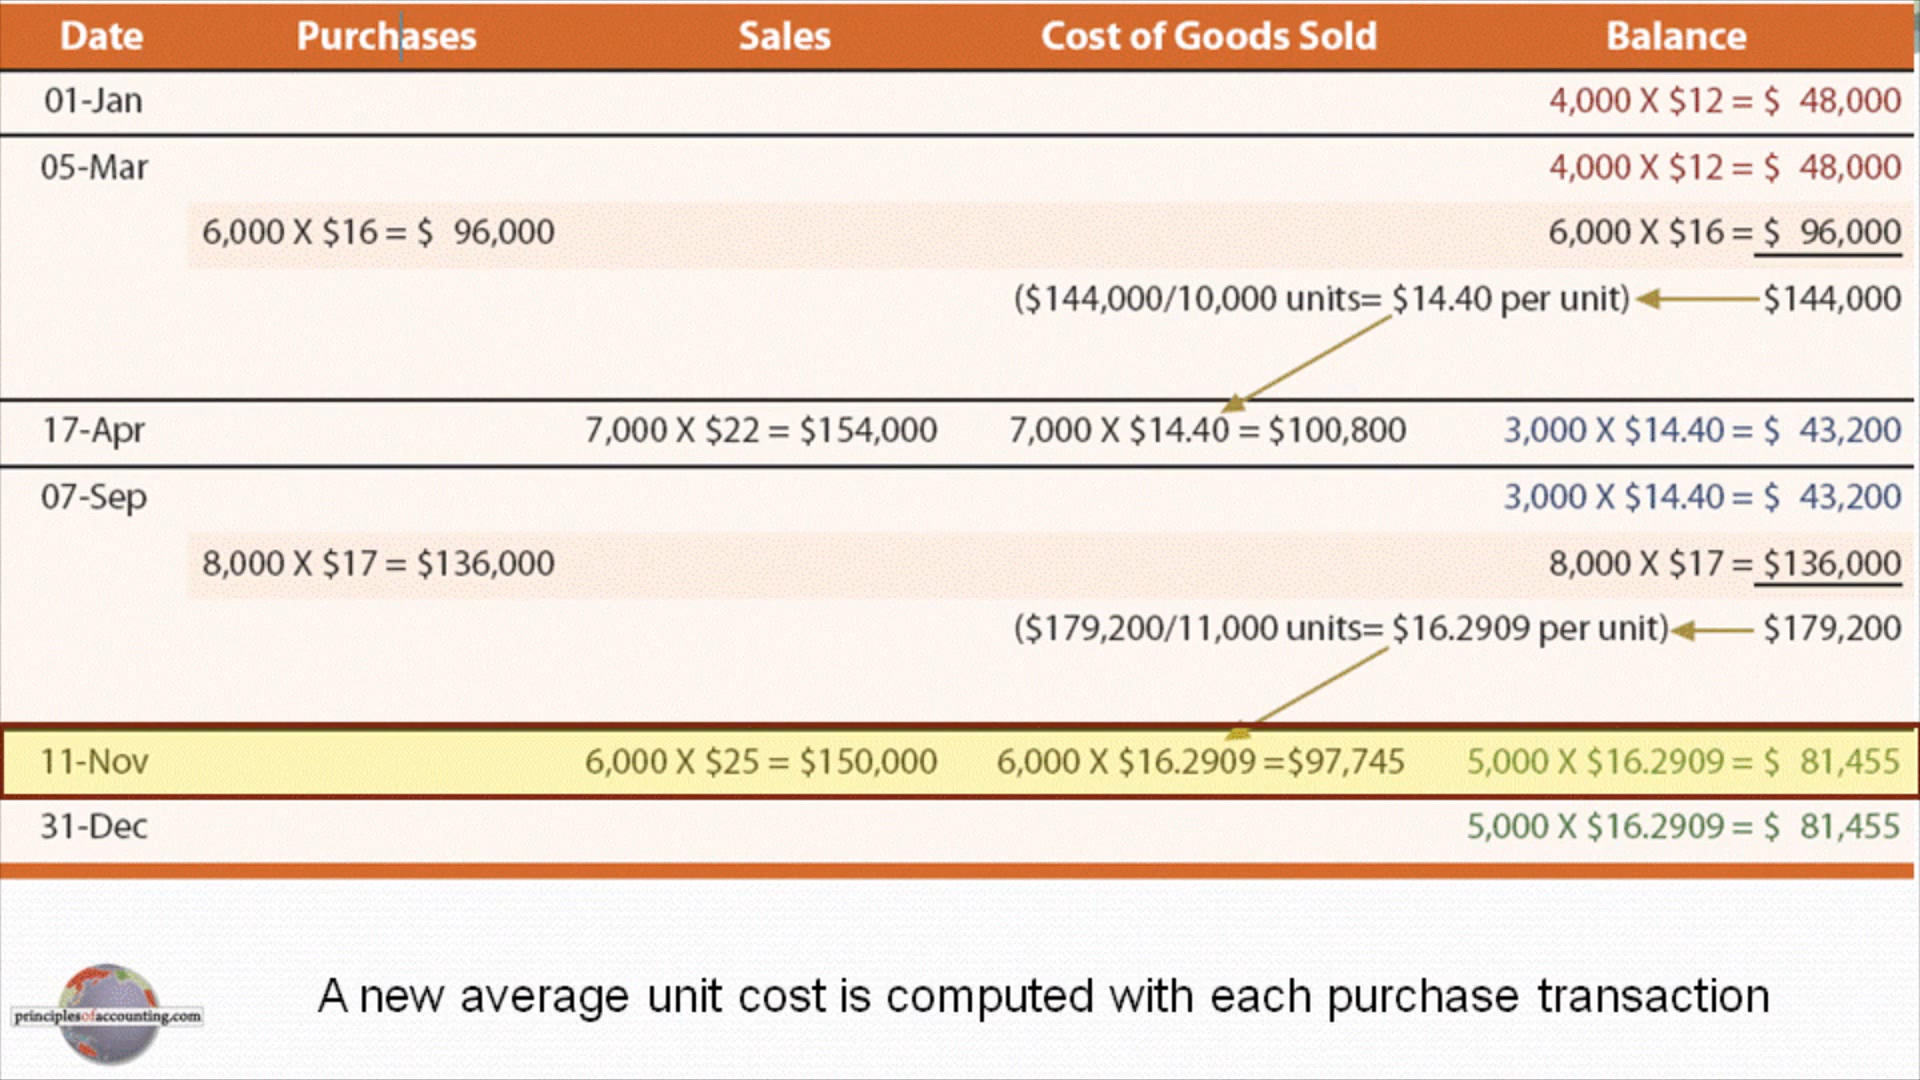 Date Purchases Sales Cost of Goods Sold Balance
01-Jan 4,000 X $12 = $ 48,000
05-Mar 4,000 X $12 = $ 48,000
6,000 X $16 = $ 96,000 6,000 X $16 = $ 96,000
($144,000/10,000 units= $14.40 per unit) $144,000
17-Apr 7,000 X $22 = $154,000 7,000 X $14.40 = $100,800 3,000 X $14.40 = $ 43,200
07-Sep 3,000 X $14.40 = $ 43,200
8,000 X $17 = $136,000 8,000 X $17 = $136,000
($179,200/11,000 units= $16.2909 per unit) $179,200
11-Nov 6,000 X $25 = $150,000 6,000 X $16.2909 =$97,745 5,000 X $16.2909 = $ 81,455
31-Dec 5,000 X $16.2909 = $ 81,455
A new average unit cost is computed with each purchase transaction
principlesofaccounting.com